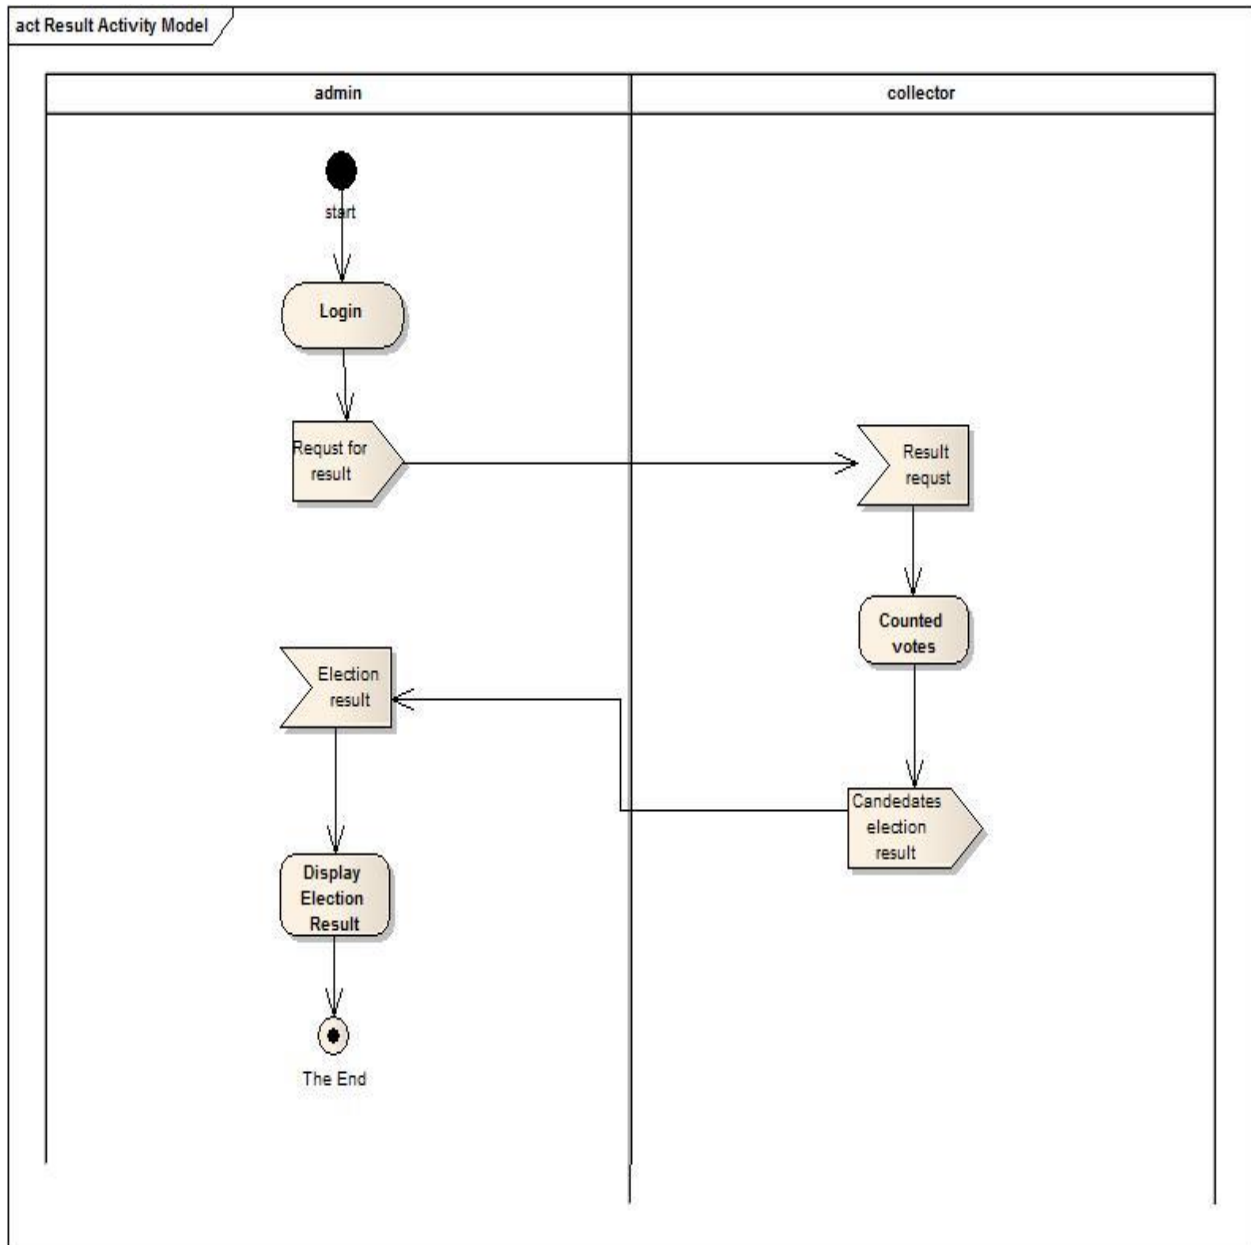 act Result Activity Model
admin
collector
start
Login
Requst for
result
Result
requst
Counted
votes
Election
result
Candedates
election
result
Display
Election
Result
The End